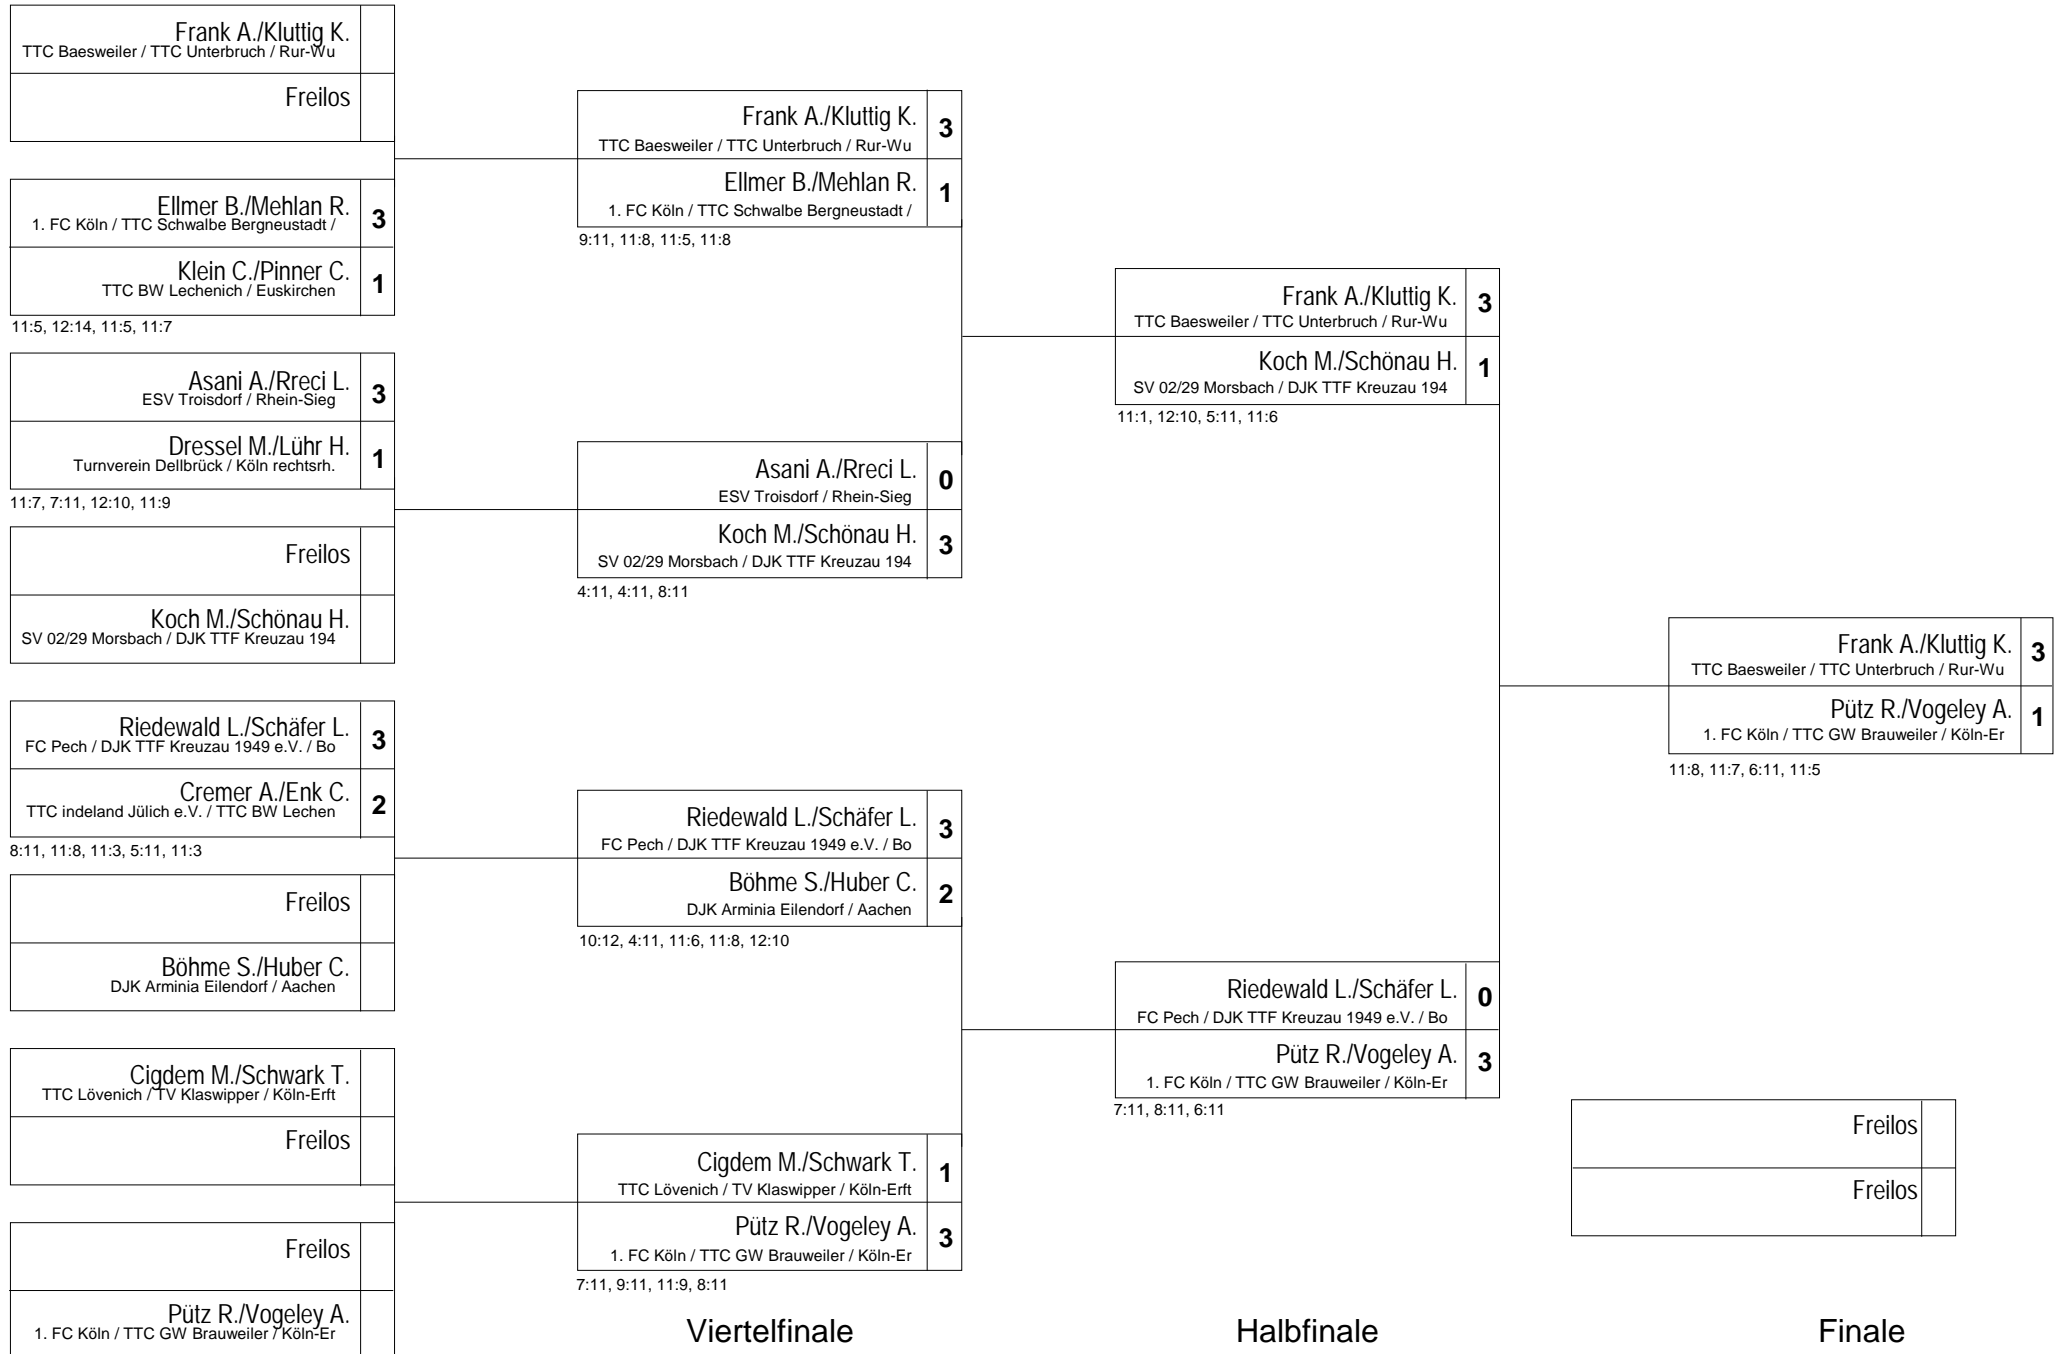 Frank A./Kluttig K.
TTC Baesweiler / TTC Unterbruch / Rur-Wu
Freilos
Ellmer B./Mehlan R. 3
1. FC Köln / TTC Schwalbe Bergneustadt /
Klein C./Pinner C. 1
TTC BW Lechenich / Euskirchen
11:5, 12:14, 11:5, 11:7
Asani A./Rreci L. 3
ESV Troisdorf / Rhein-Sieg
Dressel M./Lühr H. 1
Turnverein Dellbrück / Köln rechtsrh.
11:7, 7:11, 12:10, 11:9
Freilos
Koch M./Schönau H.
SV 02/29 Morsbach / DJK TTF Kreuzau 194
Riedewald L./Schäfer L. 3
FC Pech / DJK TTF Kreuzau 1949 e.V. / Bo
Cremer A./Enk C. 2
TTC indeland Jülich e.V. / TTC BW Lechen
8:11, 11:8, 11:3, 5:11, 11:3
Freilos
Böhme S./Huber C.
DJK Arminia Eilendorf / Aachen
Cigdem M./Schwark T.
TTC Lövenich / TV Klaswipper / Köln-Erft
Freilos
Freilos
Pütz R./Vogeley A.
1. FC Köln / TTC GW Brauweiler / Köln-Er
Frank A./Kluttig K. 3
TTC Baesweiler / TTC Unterbruch / Rur-Wu
Ellmer B./Mehlan R. 1
1. FC Köln / TTC Schwalbe Bergneustadt /
9:11, 11:8, 11:5, 11:8
Asani A./Rreci L. 0
ESV Troisdorf / Rhein-Sieg
Koch M./Schönau H. 3
SV 02/29 Morsbach / DJK TTF Kreuzau 194
4:11, 4:11, 8:11
Riedewald L./Schäfer L. 3
FC Pech / DJK TTF Kreuzau 1949 e.V. / Bo
Böhme S./Huber C. 2
DJK Arminia Eilendorf / Aachen
10:12, 4:11, 11:6, 11:8, 12:10
Cigdem M./Schwark T. 1
TTC Lövenich / TV Klaswipper / Köln-Erft
Pütz R./Vogeley A. 3
1. FC Köln / TTC GW Brauweiler / Köln-Er
7:11, 9:11, 11:9, 8:11
Viertelfinale
Frank A./Kluttig K. 3
TTC Baesweiler / TTC Unterbruch / Rur-Wu
Koch M./Schönau H. 1
SV 02/29 Morsbach / DJK TTF Kreuzau 194
11:1, 12:10, 5:11, 11:6
Riedewald L./Schäfer L. 0
FC Pech / DJK TTF Kreuzau 1949 e.V. / Bo
Pütz R./Vogeley A. 3
1. FC Köln / TTC GW Brauweiler / Köln-Er
7:11, 8:11, 6:11
Halbfinale
Frank A./Kluttig K. 3
TTC Baesweiler / TTC Unterbruch / Rur-Wu
Pütz R./Vogeley A. 1
1. FC Köln / TTC GW Brauweiler / Köln-Er
11:8, 11:7, 6:11, 11:5
Freilos
Freilos
Finale